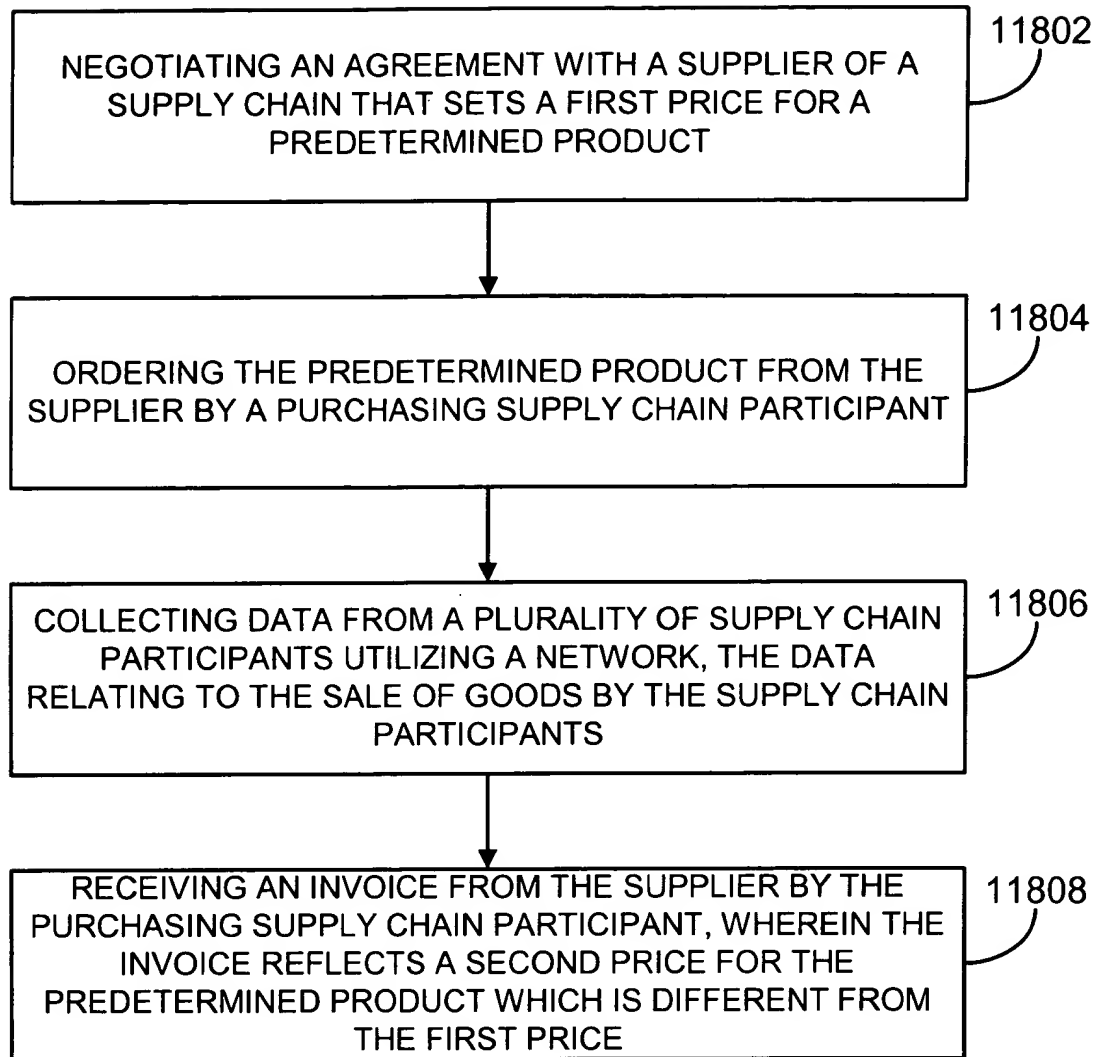 11802
NEGOTIATING AN AGREEMENT WITH A SUPPLIER OF A
SUPPLY CHAIN THAT SETS A FIRST PRICE FOR A
PREDETERMINED PRODUCT
11804
ORDERING THE PREDETERMINED PRODUCT FROM THE
SUPPLIER BY A PURCHASING SUPPLY CHAIN PARTICIPANT
11806
COLLECTING DATA FROM A PLURALITY OF SUPPLY CHAIN
PARTICIPANTS UTILIZING A NETWORK, THE DATA
RELATING TO THE SALE OF GOODS BY THE SUPPLY CHAIN
PARTICIPANTS
11808
RECEIVING AN INVOICE FROM THE SUPPLIER BY THE
PURCHASING SUPPLY CHAIN PARTICIPANT, WHEREIN THE
INVOICE REFLECTS A SECOND PRICE FOR THE
PREDETERMINED PRODUCT WHICH IS DIFFERENT FROM
THE FIRST PRICE